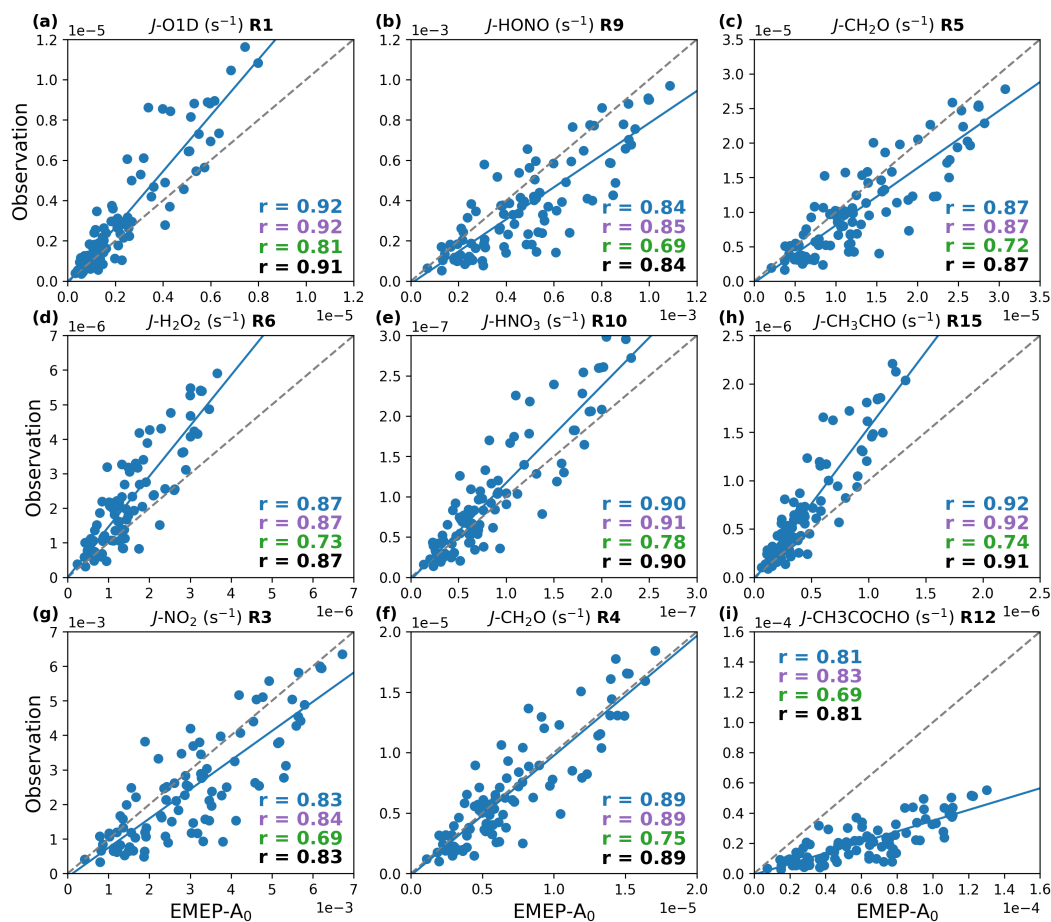 (a) J-O1D (s⁻¹) R1
1e−5
1.2
1.0
0.8
0.6
0.4
0.2
0.0
Observation
r = 0.92
r = 0.92
r = 0.81
r = 0.91
0.0 0.2 0.4 0.6 0.8 1.0 1.2
1e−5
(b) J-HONO (s⁻¹) R9
1e−3
1.2
1.0
0.8
0.6
0.4
0.2
0.0
r = 0.84
r = 0.85
r = 0.69
r = 0.84
0.0 0.2 0.4 0.6 0.8 1.0 1.2
1e−3
(c) J-CH₂O (s⁻¹) R5
1e−5
3.5
3.0
2.5
2.0
1.5
1.0
0.5
0.0
r = 0.87
r = 0.87
r = 0.72
r = 0.87
0.0 0.5 1.0 1.5 2.0 2.5 3.0 3.5
1e−5
(d) J-H₂O₂ (s⁻¹) R6
1e−6
7
6
5
4
3
2
1
0
Observation
r = 0.87
r = 0.87
r = 0.73
r = 0.87
0 1 2 3 4 5 6 7
1e−6
(e) J-HNO₃ (s⁻¹) R10
1e−7
3.0
2.5
2.0
1.5
1.0
0.5
0.0
r = 0.90
r = 0.91
r = 0.78
r = 0.90
0.0 0.5 1.0 1.5 2.0 2.5 3.0
1e−7
(h) J-CH₃CHO (s⁻¹) R15
1e−6
2.5
2.0
1.5
1.0
0.5
0.0
r = 0.92
r = 0.92
r = 0.74
r = 0.91
0.0 0.5 1.0 1.5 2.0 2.5
1e−6
(g) J-NO₂ (s⁻¹) R3
1e−3
7
6
5
4
3
2
1
0
Observation
r = 0.83
r = 0.84
r = 0.69
r = 0.83
0 1 2 3 4 5 6 7
EMEP-A₀
1e−3
(f) J-CH₂O (s⁻¹) R4
1e−5
2.0
1.5
1.0
0.5
0.0
r = 0.89
r = 0.89
r = 0.75
r = 0.89
0.0 0.5 1.0 1.5 2.0
EMEP-A₀
1e−5
(i) J-CH3COCHO (s⁻¹) R12
1e−4
1.6
1.4
1.2
1.0
0.8
0.6
0.4
0.2
0.0
r = 0.81
r = 0.83
r = 0.69
r = 0.81
0.0 0.2 0.4 0.6 0.8 1.0 1.2 1.4 1.6
EMEP-A₀
1e−4